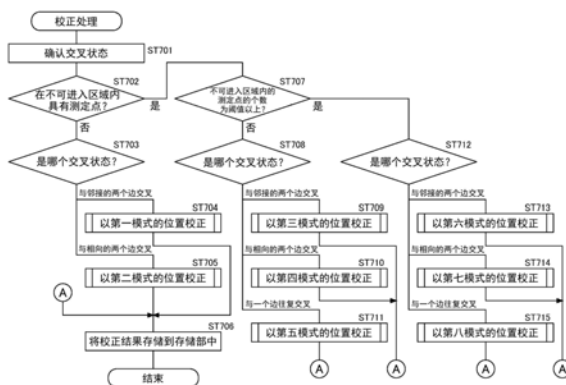 校正处理
ST701
确认交叉状态
ST702
在不可进入区域内
具有测定点?
是
否
ST703
是哪个交叉状态?
与邻接的两个边交叉
ST704
以第一模式的位置校正
与相向的两个边交叉
ST705
以第二模式的位置校正
A
ST706
将校正结果存储到存储部中
结束
ST707
不可进入区域内的
测定点的个数
为阈值以上?
是
否
ST708
是哪个交叉状态?
与邻接的两个边交叉
ST709
以第三模式的位置校正
与相向的两个边交叉
ST710
以第四模式的位置校正
与一个边往复交叉
ST711
以第五模式的位置校正
A
A
ST712
是哪个交叉状态?
与邻接的两个边交叉
ST713
以第六模式的位置校正
与相向的两个边交叉
ST714
以第七模式的位置校正
与一个边往复交叉
ST715
以第八模式的位置校正
A
A